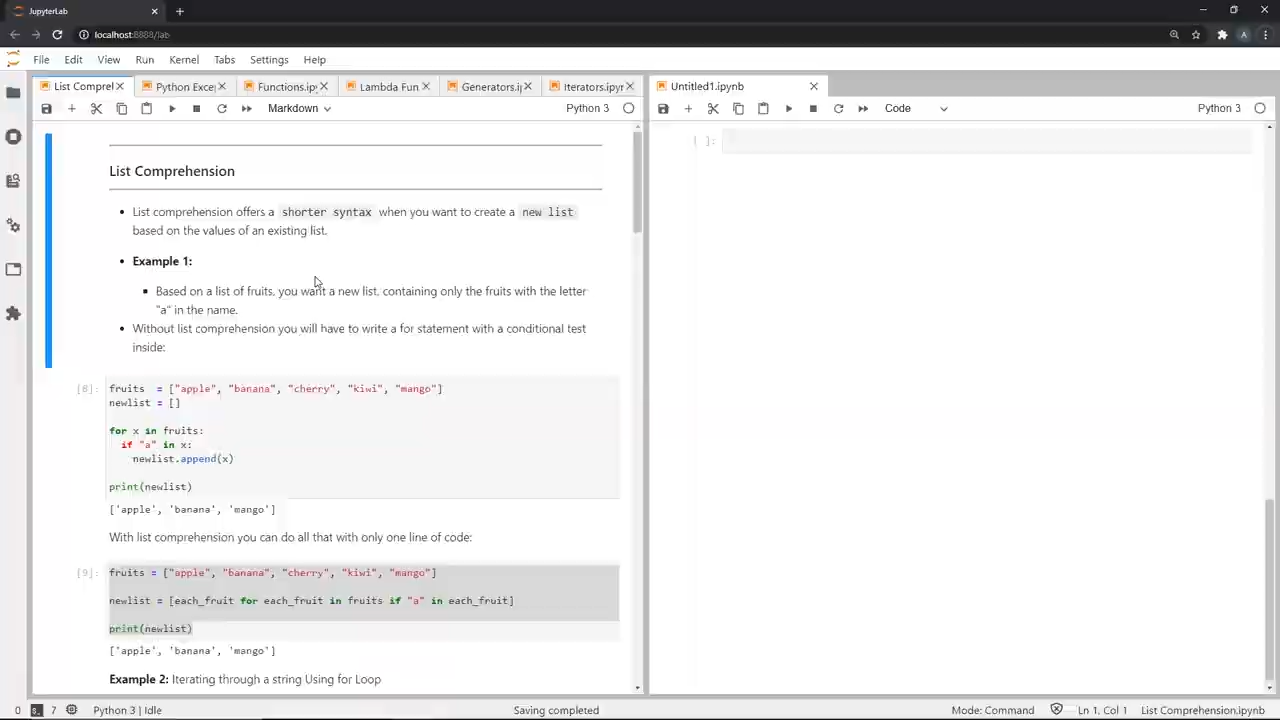 JupyterLab
localhost:8888/lab
File Edit View Run Kernel Tabs Settings Help
List Compre Python Exce Functions.ip Lambda Fun Generators.i Iterators.ipyn Untitled1.ipynb
Markdown Python 3 Code Python 3
[ ]:
List Comprehension
• List comprehension offers a shorter syntax when you want to create a new list
based on the values of an existing list.
• Example 1:
▪ Based on a list of fruits, you want a new list, containing only the fruits with the letter
"a" in the name.
• Without list comprehension you will have to write a for statement with a conditional test
inside:
[8]: fruits = ["apple", "banana", "cherry", "kiwi", "mango"]
newlist = []
for x in fruits:
if "a" in x:
newlist.append(x)
print(newlist)
['apple', 'banana', 'mango']
With list comprehension you can do all that with only one line of code:
[9]: fruits = ["apple", "banana", "cherry", "kiwi", "mango"]
newlist = [each_fruit for each_fruit in fruits if "a" in each_fruit]
print(newlist)
['apple', 'banana', 'mango']
Example 2: Iterating through a string Using for Loop
0 7 Python 3 | Idle Saving completed Mode: Command Ln 1, Col 1 List Comprehension.ipynb